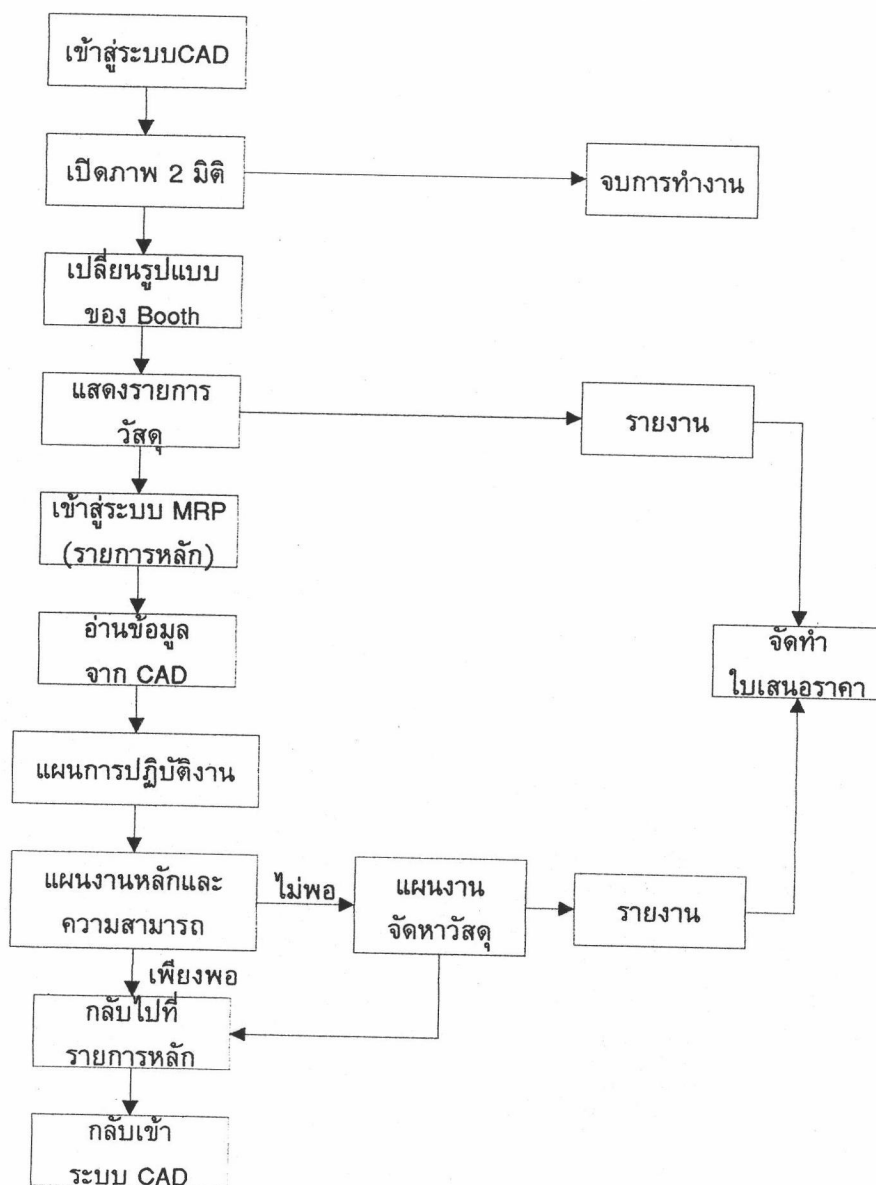 เข้าสู่ระบบCAD
เปิดภาพ 2 มิติ
จบการทำงาน
เปลี่ยนรูปแบบ
ของ Booth
แสดงรายการ
วัสดุ
รายงาน
เข้าสู่ระบบ MRP
(รายการหลัก)
อ่านข้อมูล
จาก CAD
จัดทำ
ใบเสนอราคา
แผนการปฏิบัติงาน
แผนงานหลักและ
ความสามารถ
ไม่พอ
แผนงาน
จัดหาวัสดุ
รายงาน
เพียงพอ
กลับไปที่
รายการหลัก
กลับเข้า
ระบบ CAD